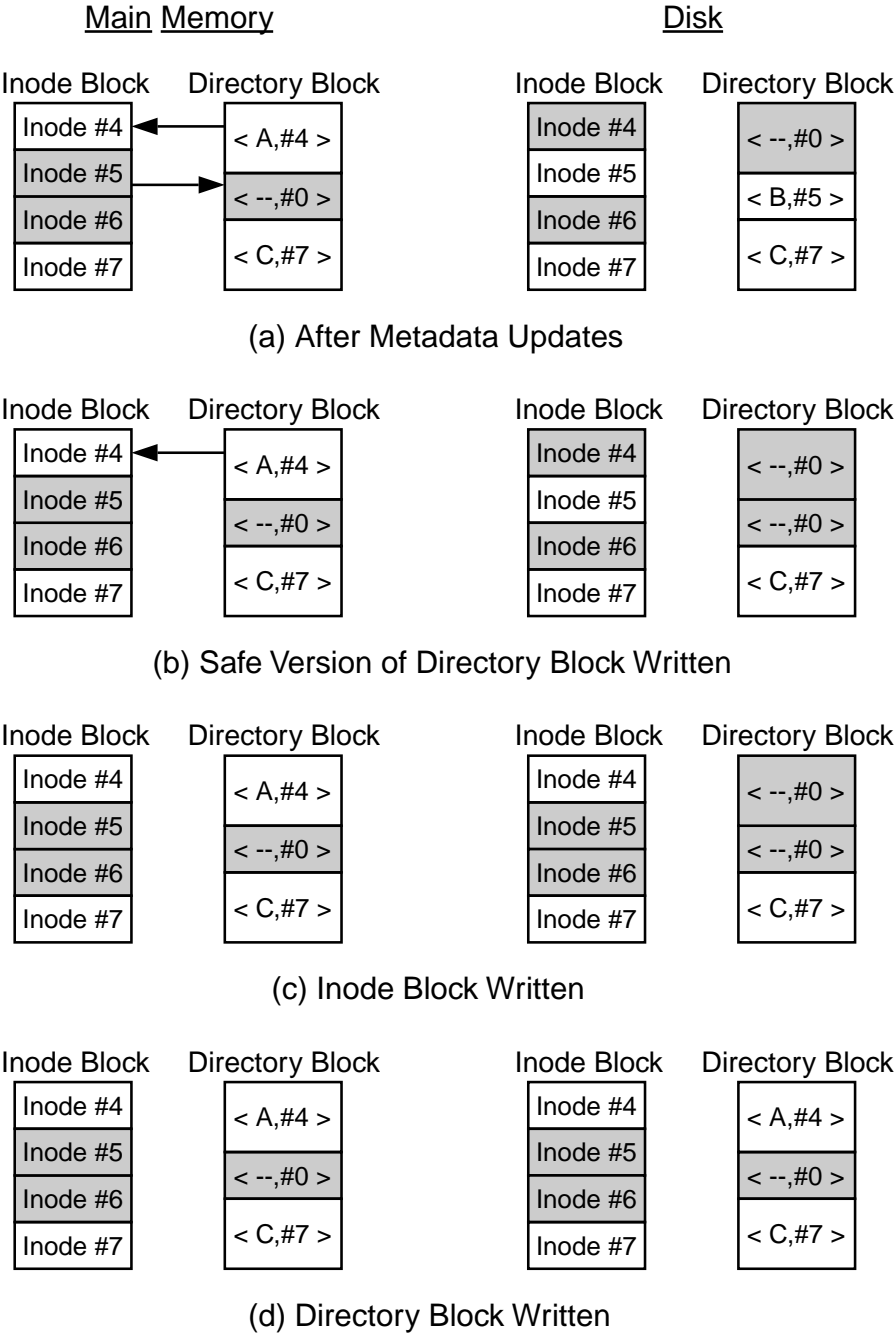 Main Memory Disk
Inode Block Directory Block Inode Block Directory Block
Inode #4 < A,#4 > Inode #4 < --,#0 >
Inode #5 Inode #5
Inode #6 < --,#0 > Inode #6 < B,#5 >
Inode #7 < C,#7 > Inode #7 < C,#7 >
(a) After Metadata Updates
Inode Block Directory Block Inode Block Directory Block
Inode #4 < A,#4 > Inode #4 < --,#0 >
Inode #5 Inode #5
Inode #6 < --,#0 > Inode #6 < --,#0 >
Inode #7 < C,#7 > Inode #7 < C,#7 >
(b) Safe Version of Directory Block Written
Inode Block Directory Block Inode Block Directory Block
Inode #4 < A,#4 > Inode #4 < --,#0 >
Inode #5 Inode #5
Inode #6 < --,#0 > Inode #6 < --,#0 >
Inode #7 < C,#7 > Inode #7 < C,#7 >
(c) Inode Block Written
Inode Block Directory Block Inode Block Directory Block
Inode #4 < A,#4 > Inode #4 < A,#4 >
Inode #5 Inode #5
Inode #6 < --,#0 > Inode #6 < --,#0 >
Inode #7 < C,#7 > Inode #7 < C,#7 >
(d) Directory Block Written